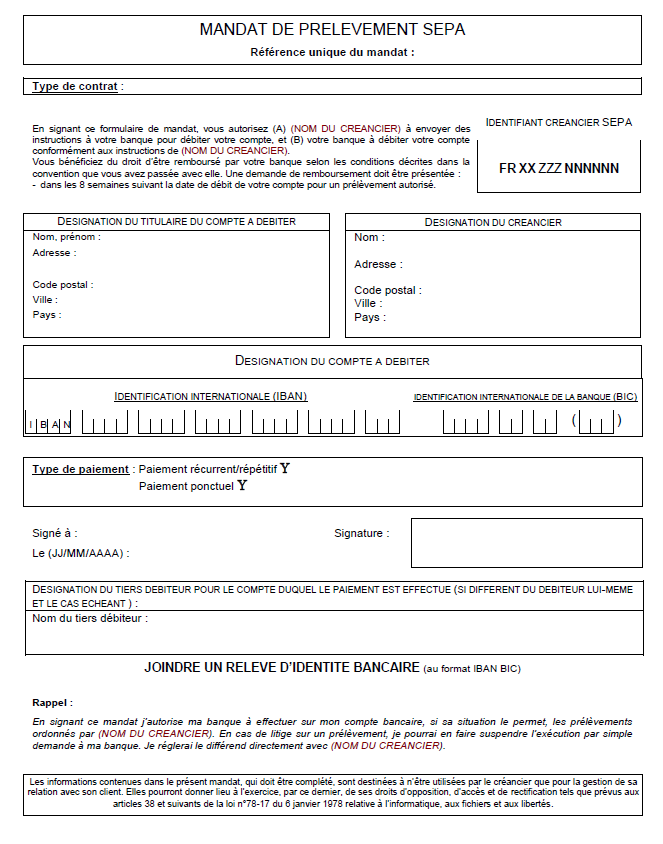 MANDAT DE PRELEVEMENT SEPA
Référence unique du mandat :
Type de contrat :
En signant ce formulaire de mandat, vous autorisez (A) (NOM DU CREANCIER) à envoyer des
instructions à votre banque pour débiter votre compte, et (B) votre banque à débiter votre compte
conformément aux instructions de (NOM DU CREANCIER).
Vous bénéficiez du droit d'être remboursé par votre banque selon les conditions décrites dans la
convention que vous avez passée avec elle. Une demande de remboursement doit être présentée :
- dans les 8 semaines suivant la date de débit de votre compte pour un prélèvement autorisé.
IDENTIFIANT CREANCIER SEPA
FR XX ZZZ NNNNNN
DESIGNATION DU TITULAIRE DU COMPTE A DEBITER
Nom, prénom :
Adresse :
Code postal :
Ville :
Pays :
DESIGNATION DU CREANCIER
Nom :
Adresse :
Code postal :
Ville :
Pays :
DESIGNATION DU COMPTE A DEBITER
IDENTIFICATION INTERNATIONALE (IBAN)
IDENTIFICATION INTERNATIONALE DE LA BANQUE (BIC)
I B A N
( )
Type de paiement : Paiement récurrent/répétitif Y
Paiement ponctuel Y
Signé à :
Signature :
Le (JJ/MM/AAAA) :
DESIGNATION DU TIERS DEBITEUR POUR LE COMPTE DUQUEL LE PAIEMENT EST EFFECTUE (SI DIFFERENT DU DEBITEUR LUI-MEME
ET LE CAS ECHEANT ) :
Nom du tiers débiteur :
JOINDRE UN RELEVE D'IDENTITE BANCAIRE (au format IBAN BIC)
Rappel :
En signant ce mandat j'autorise ma banque à effectuer sur mon compte bancaire, si sa situation le permet, les prélèvements
ordonnés par (NOM DU CREANCIER). En cas de litige sur un prélèvement, je pourrai en faire suspendre l'exécution par simple
demande à ma banque. Je réglerai le différend directement avec (NOM DU CREANCIER).
Les informations contenues dans le présent mandat, qui doit être complété, sont destinées à n'être utilisées par le créancier que pour la gestion de sa
relation avec son client. Elles pourront donner lieu à l'exercice, par ce dernier, de ses droits d'opposition, d'accès et de rectification tels que prévus aux
articles 38 et suivants de la loi n°78-17 du 6 janvier 1978 relative à l'informatique, aux fichiers et aux libertés.